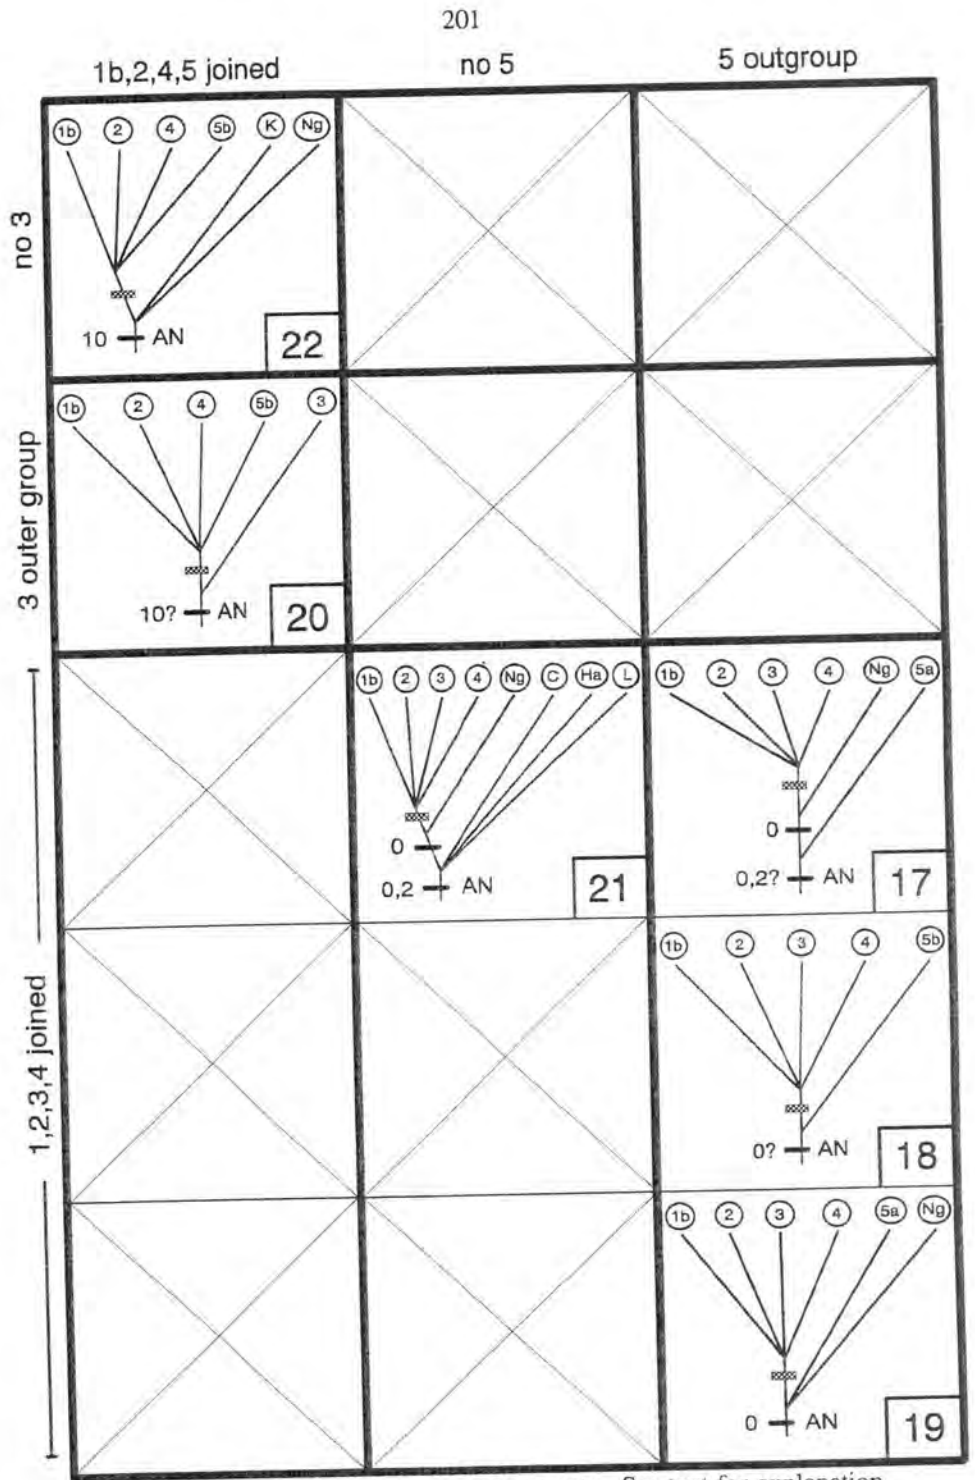 201
1b,2,4,5 joined
no 5
5 outgroup
no 3
1b 2 4 5b K Ng
10 AN
22
3 outer group
1b 2 4 5b 3
10? AN
20
1,2,3,4 joined
1b 2 3 4 Ng C Ha L
0
0,2 AN
21
1b 2 3 4 Ng 5a
0
0,2? AN
17
1b 2 3 4 5b
0? AN
18
1b 2 3 4 5a Ng
0 AN
19
for explanation